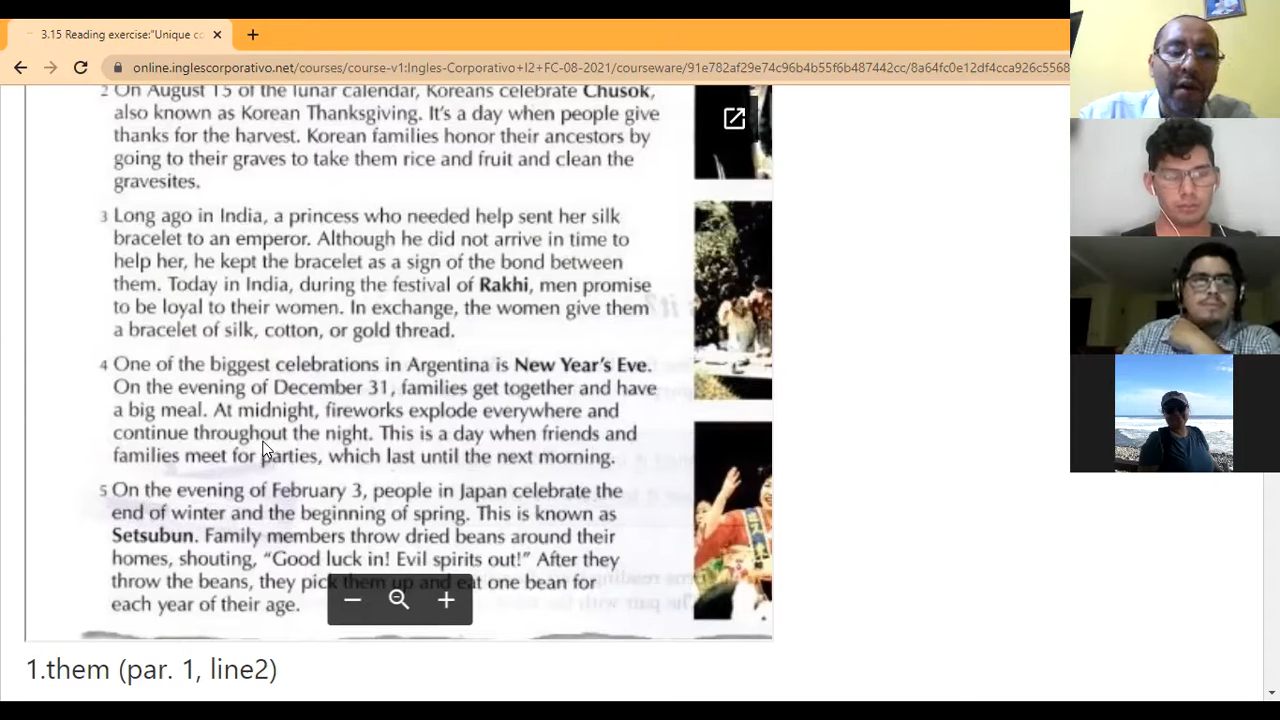 3.15 Reading exercise:"Unique c
online.inglescorporativo.net/courses/course-v1:Ingles-Corporativo+I2+FC-08-2021/courseware/91e782af29e74c96b4b55f6b487442cc/8a64fc0e12df4cca926c5568
2 On August 15 of the lunar calendar, Koreans celebrate Chusok,
also known as Korean Thanksgiving. It's a day when people give
thanks for the harvest. Korean families honor their ancestors by
going to their graves to take them rice and fruit and clean the
gravesites.
3 Long ago in India, a princess who needed help sent her silk
bracelet to an emperor. Although he did not arrive in time to
help her, he kept the bracelet as a sign of the bond between
them. Today in India, during the festival of Rakhi, men promise
to be loyal to their women. In exchange, the women give them
a bracelet of silk, cotton, or gold thread.
4 One of the biggest celebrations in Argentina is New Year's Eve.
On the evening of December 31, families get together and have
a big meal. At midnight, fireworks explode everywhere and
continue throughout the night. This is a day when friends and
families meet for parties, which last until the next morning.
5 On the evening of February 3, people in Japan celebrate the
end of winter and the beginning of spring. This is known as
Setsubun. Family members throw dried beans around their
homes, shouting, "Good luck in! Evil spirits out!" After they
throw the beans, they pick them up and eat one bean for
each year of their age.
1.them (par. 1, line2)